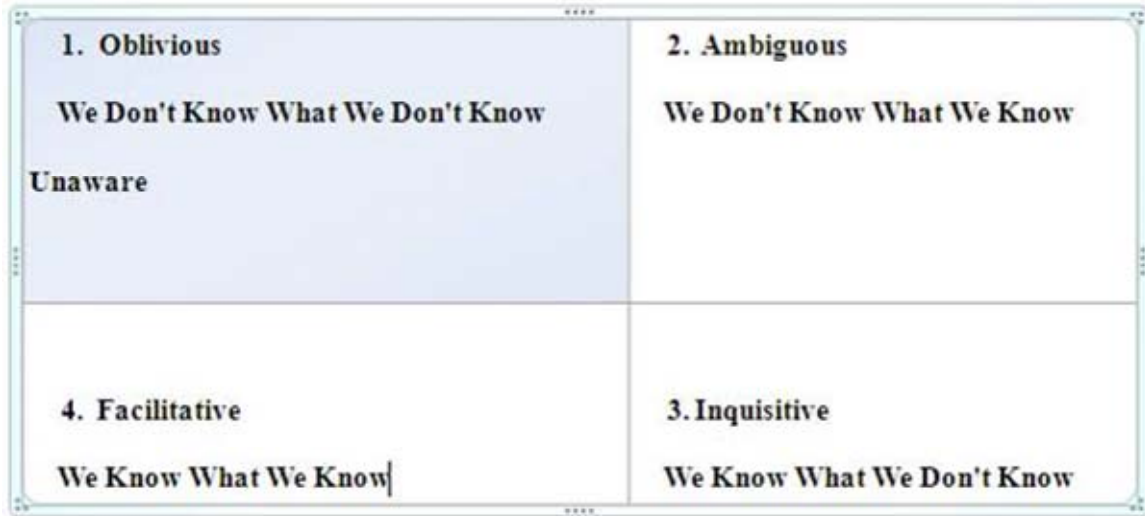 1. Oblivious
We Don't Know What We Don't Know
Unaware
2. Ambiguous
We Don't Know What We Know
4. Facilitative
We Know What We Know
3. Inquisitive
We Know What We Don't Know